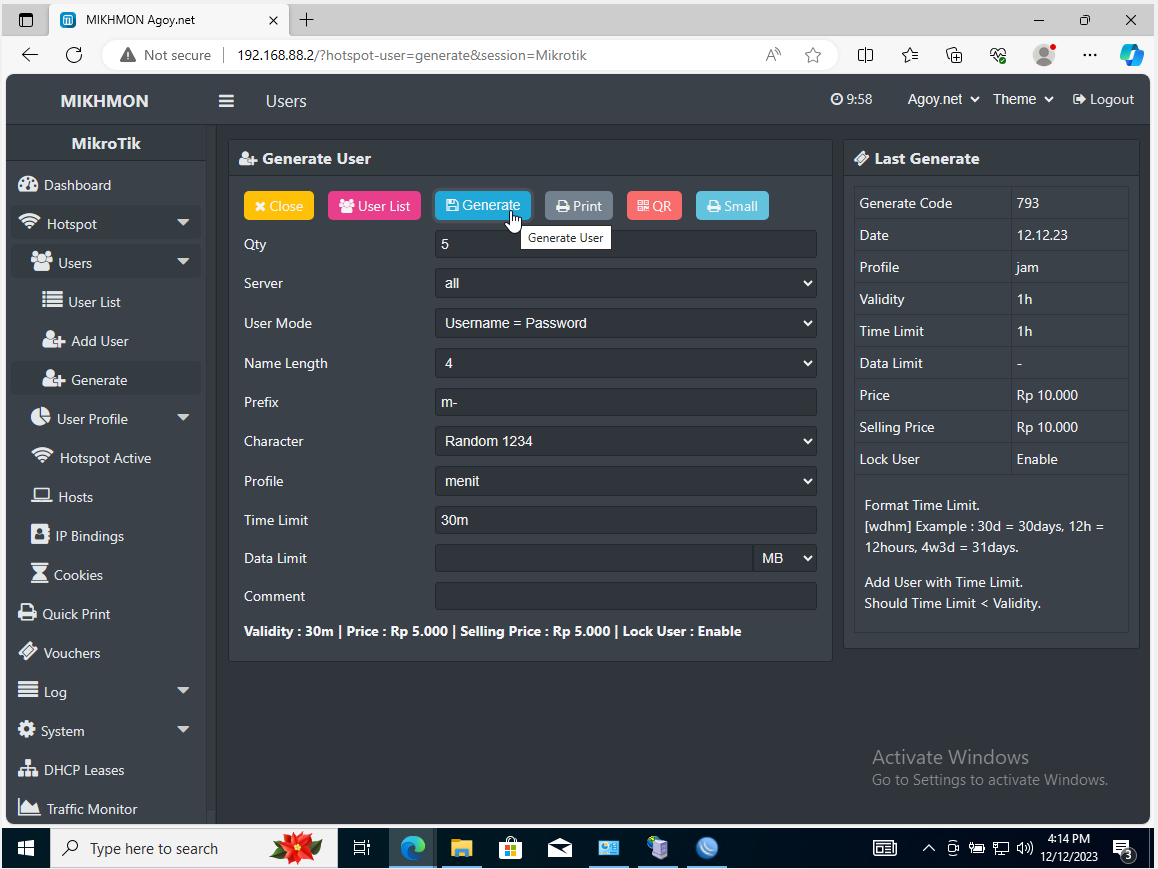 MIKHMON Agoy.net
Not secure 192.168.88.2/?hotspot-user=generate&session=Mikrotik
MIKHMON Users 9:58 Agoy.net Theme Logout
MikroTik
Dashboard
Hotspot
Users
User List
Add User
Generate
User Profile
Hotspot Active
Hosts
IP Bindings
Cookies
Quick Print
Vouchers
Log
System
DHCP Leases
Traffic Monitor
Generate User
Close User List Generate Print QR Small
Generate User
Qty 5
Server all
User Mode Username = Password
Name Length 4
Prefix m-
Character Random 1234
Profile menit
Time Limit 30m
Data Limit MB
Comment
Validity : 30m | Price : Rp 5.000 | Selling Price : Rp 5.000 | Lock User : Enable
Last Generate
Generate Code 793
Date 12.12.23
Profile jam
Validity 1h
Time Limit 1h
Data Limit -
Price Rp 10.000
Selling Price Rp 10.000
Lock User Enable
Format Time Limit.
[wdhm] Example : 30d = 30days, 12h =
12hours, 4w3d = 31days.
Add User with Time Limit.
Should Time Limit < Validity.
Activate Windows
Go to Settings to activate Windows.
Type here to search
4:14 PM
12/12/2023
3